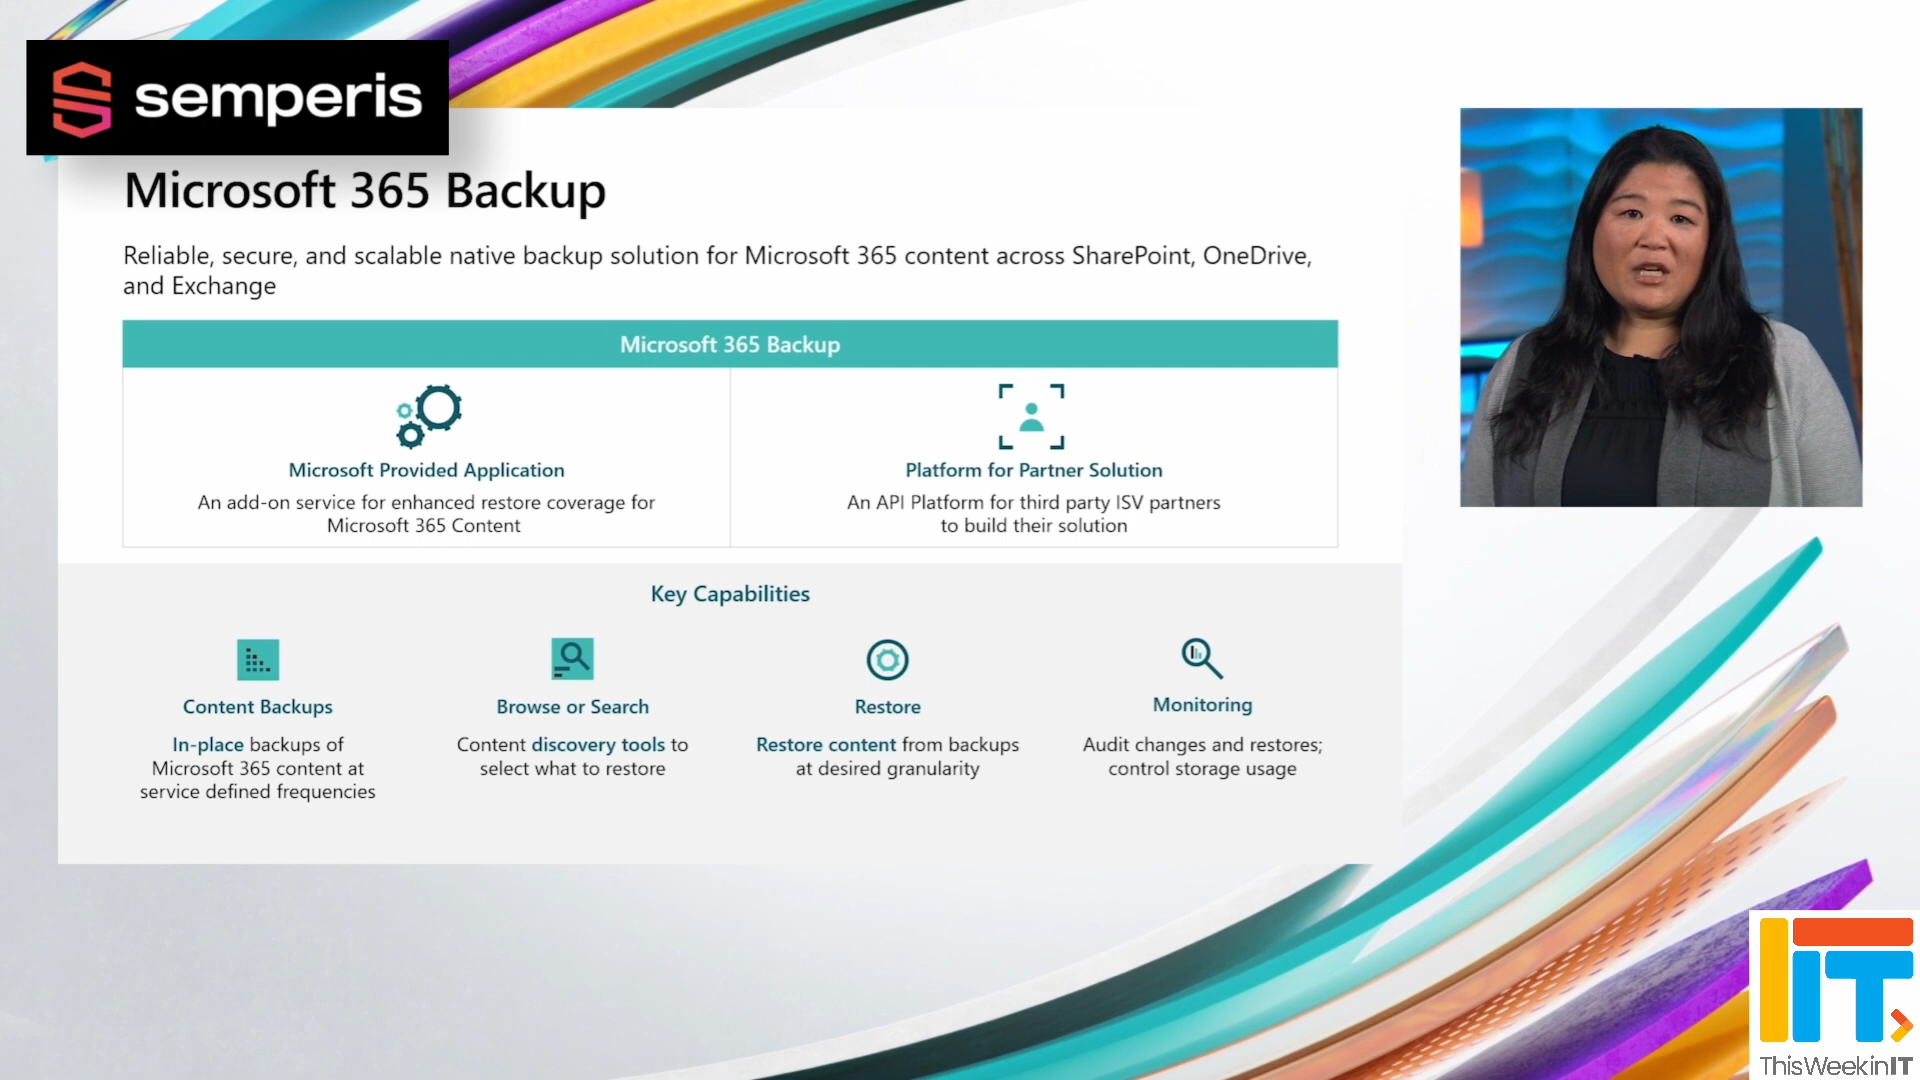 semperis
Microsoft 365 Backup
Reliable, secure, and scalable native backup solution for Microsoft 365 content across SharePoint, OneDrive,
and Exchange
Microsoft 365 Backup
Microsoft Provided Application
An add-on service for enhanced restore coverage for
Microsoft 365 Content
Platform for Partner Solution
An API Platform for third party ISV partners
to build their solution
Key Capabilities
Content Backups
In-place backups of
Microsoft 365 content at
service defined frequencies
Browse or Search
Content discovery tools to
select what to restore
Restore
Restore content from backups
at desired granularity
Monitoring
Audit changes and restores;
control storage usage
IT
ThisWeekinIT